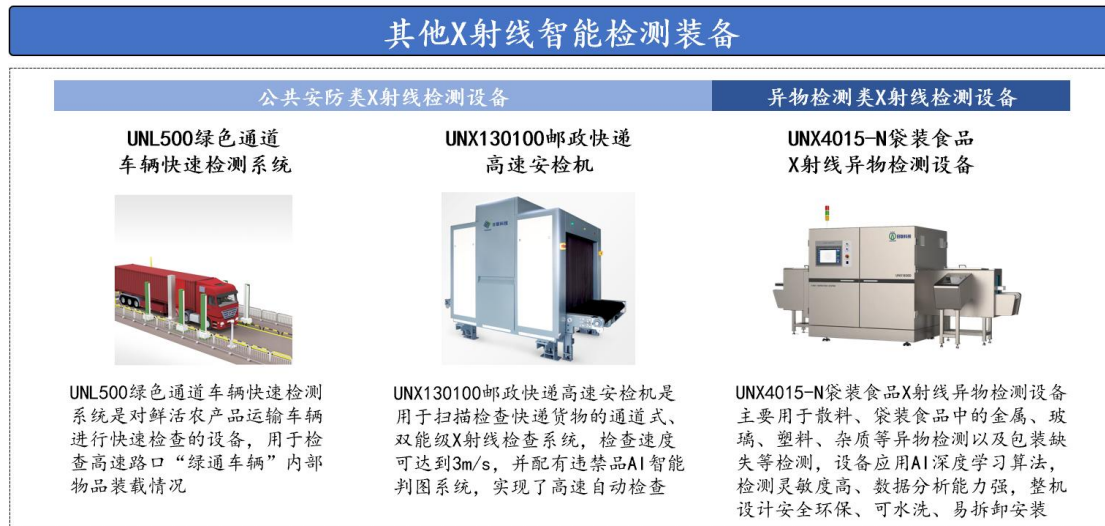 其他X射线智能检测装备
公共安防类X射线检测设备
异物检测类X射线检测设备
UNL500绿色通道
车辆快速检测系统
UNX130100邮政快递
高速安检机
UNX4015-N袋装食品
X射线异物检测设备
UNL500绿色通道车辆快速检测
系统是对鲜活农产品运输车辆
进行快速检查的设备，用于检
查高速路口“绿通车辆”内部
物品装载情况
UNX130100邮政快递高速安检机是
用于扫描检查快递货物的通道式、
双能级X射线检查系统，检查速度
可达到3m/s，并配有违禁品AI智能
判图系统，实现了高速自动检查
UNX4015-N袋装食品X射线异物检测设备
主要用于散料、袋装食品中的金属、玻
璃、塑料、杂质等异物检测以及包装缺
失等检测，设备应用AI深度学习算法，
检测灵敏度高、数据分析能力强，整机
设计安全环保、可水洗、易拆卸安装